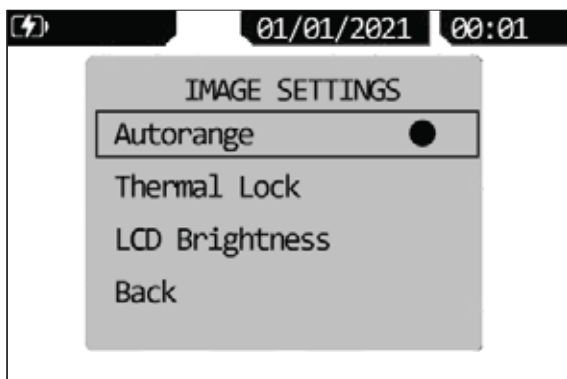 01/01/2021 00:01
IMAGE SETTINGS
Autorange
Thermal Lock
LCD Brightness
Back